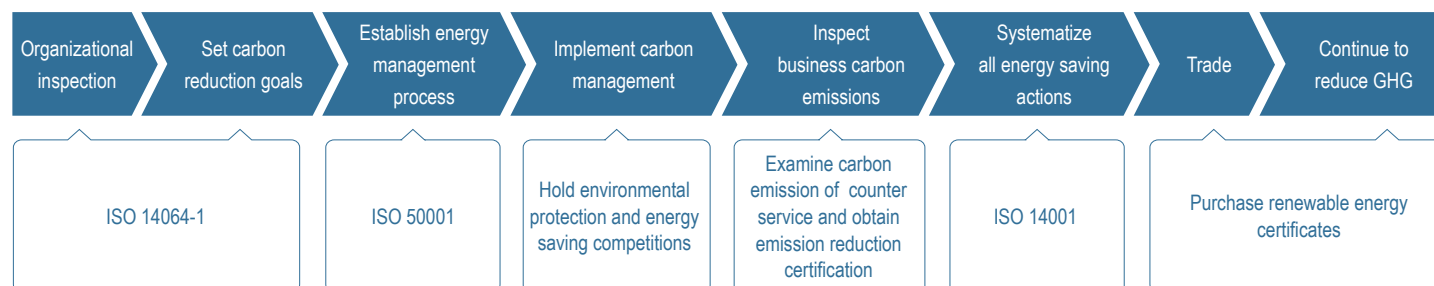 Organizational
inspection
Set carbon
reduction goals
Establish energy
management
process
Implement carbon
management
Inspect
business carbon
emissions
Systematize
all energy saving
actions
Trade
Continue to
reduce GHG
ISO 14064-1
ISO 50001
Hold environmental
protection and energy
saving competitions
Examine carbon
emission of counter
service and obtain
emission reduction
certification
ISO 14001
Purchase renewable energy
certificates